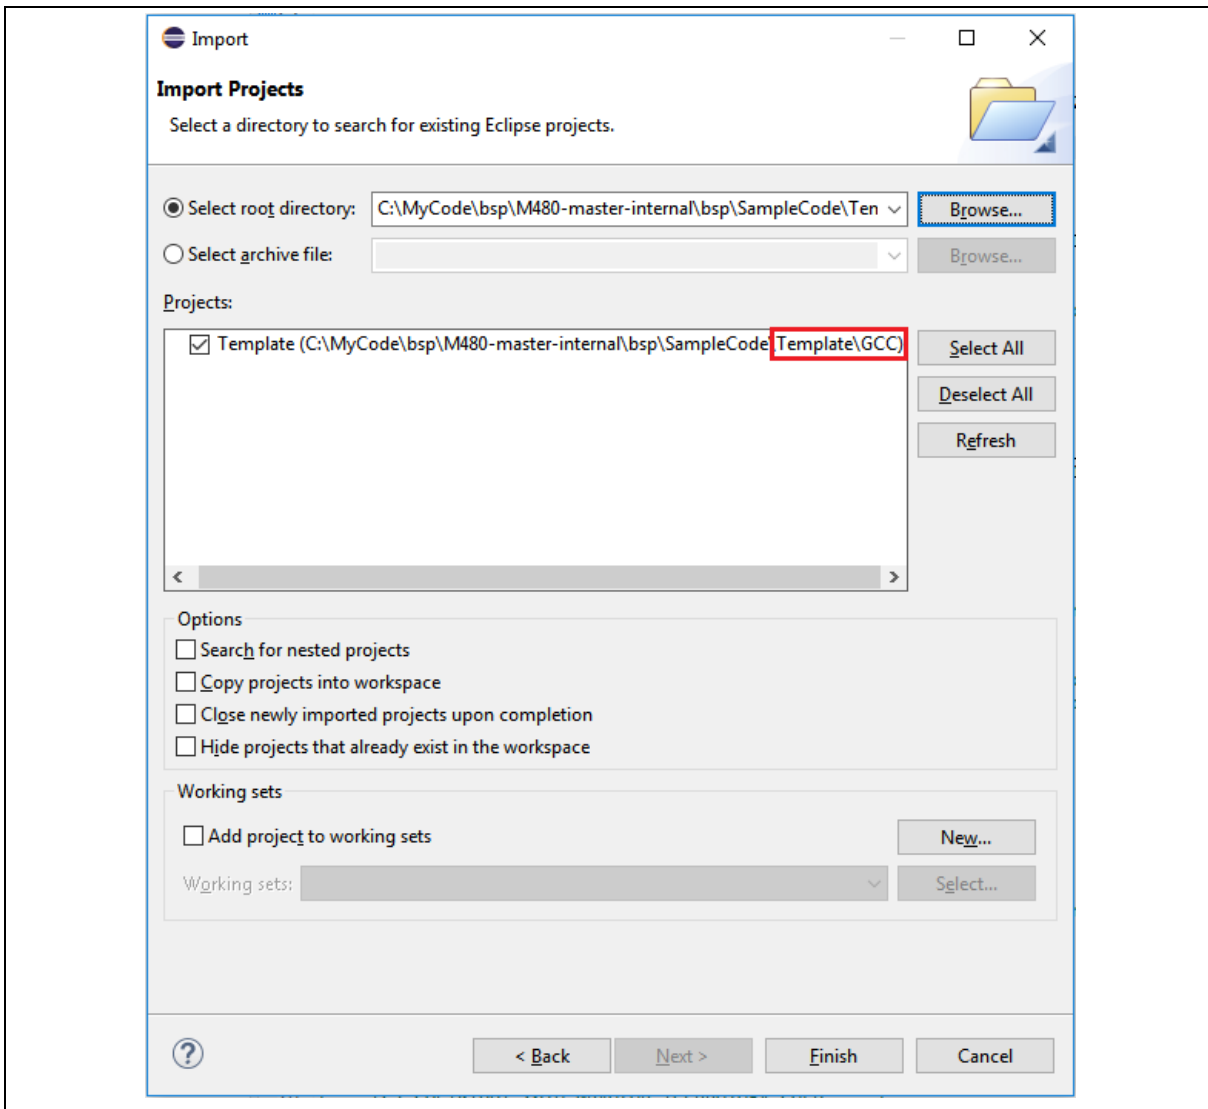 Import
Import Projects
Select a directory to search for existing Eclipse projects.
Select root directory: C:\MyCode\bsp\M480-master-internal\bsp\SampleCode\Ten Browse...
Select archive file: Browse...
Projects:
Template (C:\MyCode\bsp\M480-master-internal\bsp\SampleCode\Template\GCC) Select All
Deselect All
Refresh
Options
Search for nested projects
Copy projects into workspace
Close newly imported projects upon completion
Hide projects that already exist in the workspace
Working sets
Add project to working sets New...
Working sets: Select...
? < Back Next > Finish Cancel